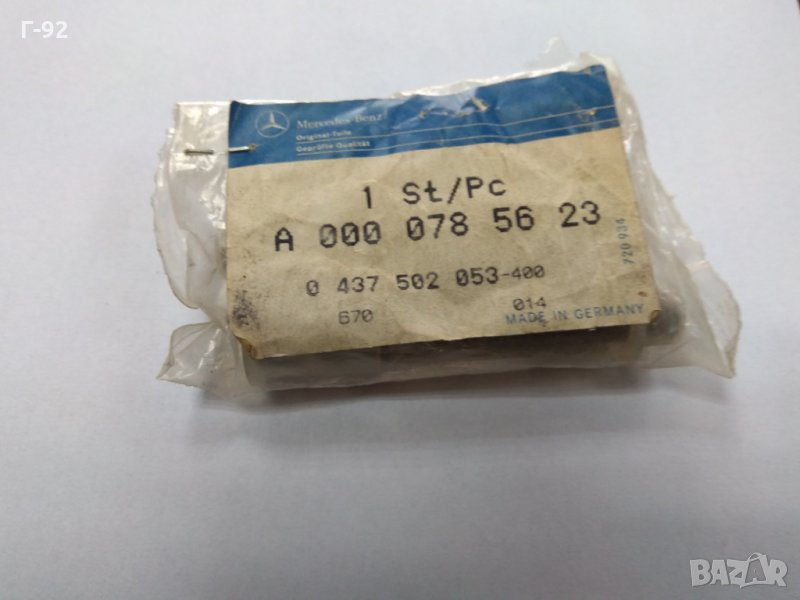 Г-92
Mercedes-Benz
Original-Teile
Geprüfte Qualität
1 St/Pc
A 000 078 56 23
720 934
0 437 502 053-400
670 014
MADE IN GERMANY
BAZAR